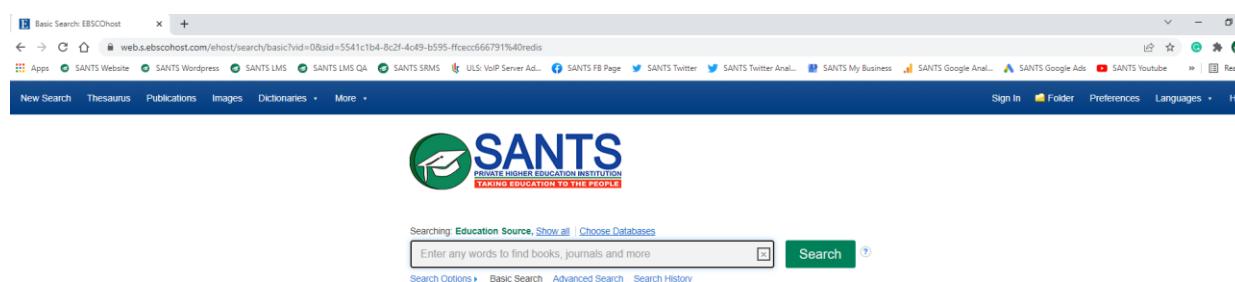 Basic Search: EBSCOhost
web.s.ebscohost.com/ehost/search/basic?vid=0&sid=5541c1b4-8c2f-4c49-b595-ffcecc666791%40redis
Apps SANTS Website SANTS Wordpress SANTS LMS SANTS LMS QA SANTS SRMS ULS: VoIP Server Ad... SANTS FB Page SANTS Twitter SANTS Twitter Anal... SANTS My Business SANTS Google Anal... SANTS Google Ads SANTS Youtube » Rea
New Search Thesaurus Publications Images Dictionaries More Sign In Folder Preferences Languages H
SANTS
PRIVATE HIGHER EDUCATION INSTITUTION
TAKING EDUCATION TO THE PEOPLE
Searching: Education Source, Show all | Choose Databases
Enter any words to find books, journals and more Search ?
Search Options Basic Search Advanced Search Search History